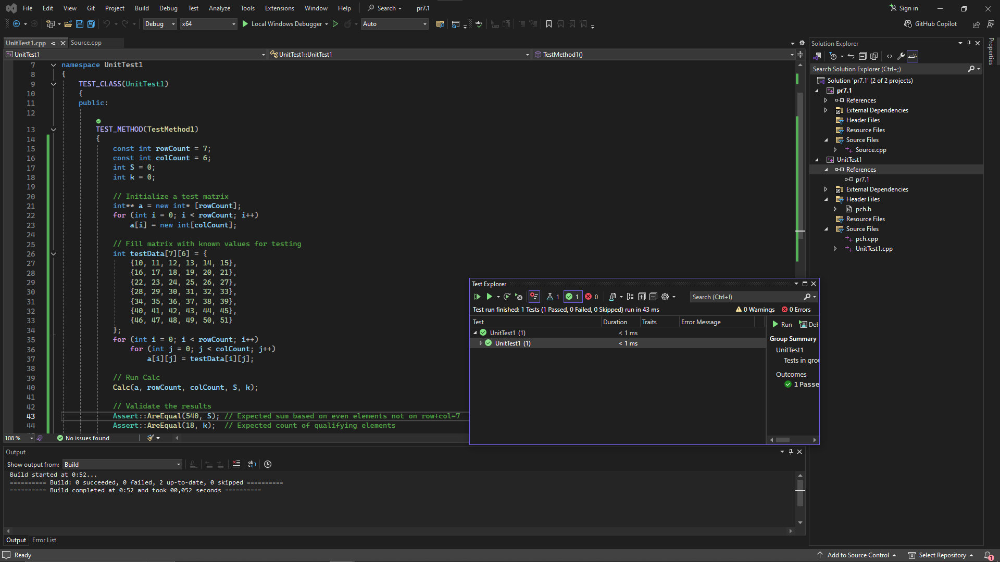 File Edit View Git Project Build Debug Test Analyze Tools Extensions Window Help Search pr7.1 Sign in
Debug x64 Local Windows Debugger Auto GitHub Copilot
UnitTest1.cpp Source.cpp
UnitTest1 UnitTest1::UnitTest1 TestMethod1()
7 namespace UnitTest1
8 {
9 TEST_CLASS(UnitTest1)
10 {
11 public:
12
13 TEST_METHOD(TestMethod1)
14 {
15 const int rowCount = 7;
16 const int colCount = 6;
17 int S = 0;
18 int k = 0;
19
20 // Initialize a test matrix
21 int** a = new int* [rowCount];
22 for (int i = 0; i < rowCount; i++)
23 a[i] = new int[colCount];
24
25 // Fill matrix with known values for testing
26 int testData[7][6] = {
27 {10, 11, 12, 13, 14, 15},
28 {16, 17, 18, 19, 20, 21},
29 {22, 23, 24, 25, 26, 27},
30 {28, 29, 30, 31, 32, 33},
31 {34, 35, 36, 37, 38, 39},
32 {40, 41, 42, 43, 44, 45},
33 {46, 47, 48, 49, 50, 51}
34 };
35 for (int i = 0; i < rowCount; i++)
36 for (int j = 0; j < colCount; j++)
37 a[i][j] = testData[i][j];
38
39 // Run Calc
40 Calc(a, rowCount, colCount, S, k);
41
42 // Validate the results
43 Assert::AreEqual(540, S); // Expected sum based on even elements not on row+col=7
44 Assert::AreEqual(18, k); // Expected count of qualifying elements
108 % No issues found
Test Explorer
1 1 0 Search (Ctrl+I)
Test run finished: 1 Tests (1 Passed, 0 Failed, 0 Skipped) run in 43 ms 0 Warnings 0 Errors
Test Duration Traits Error Message
UnitTest1 (1) < 1 ms
UnitTest1 (1) < 1 ms
Run Del
Group Summary
UnitTest1
Tests in grou
Outcomes
1 Passe
Output
Show output from: Build
Build started at 0:52...
========== Build: 0 succeeded, 0 failed, 2 up-to-date, 0 skipped ==========
========== Build completed at 0:52 and took 00,052 seconds ==========
Output Error List
Solution Explorer
Search Solution Explorer (Ctrl+;)
Solution 'pr7.1' (2 of 2 projects)
pr7.1
References
External Dependencies
Header Files
Resource Files
Source Files
Source.cpp
UnitTest1
References
pr7.1
External Dependencies
Header Files
pch.h
Resource Files
Source Files
pch.cpp
UnitTest1.cpp
Properties
Ready Add to Source Control Select Repository 1